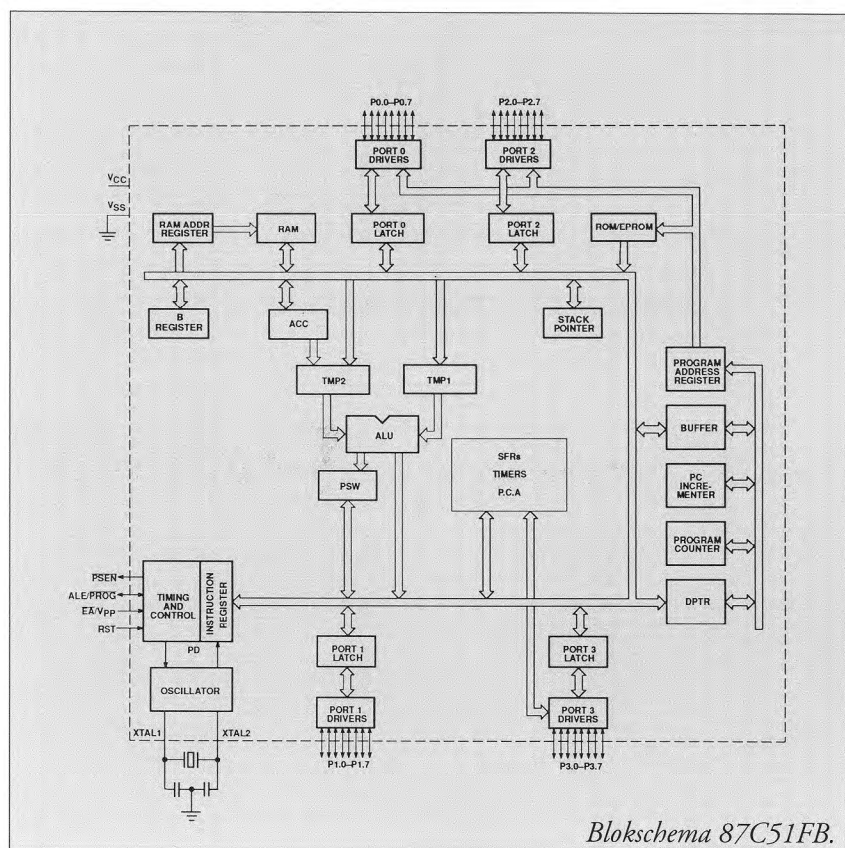 P0.0–P0.7
P2.0–P2.7
PORT 0
DRIVERS
PORT 2
DRIVERS
VCC
VSS
RAM ADDR
REGISTER
RAM
PORT 0
LATCH
PORT 2
LATCH
ROM/EPROM
B
REGISTER
ACC
STACK
POINTER
TMP2
TMP1
PROGRAM
ADDRESS
REGISTER
ALU
BUFFER
SFRs
TIMERS
P.C.A
PSW
PC
INCRE-
MENTER
PROGRAM
COUNTER
PSEN
ALE/PROG
EA/VPP
RST
TIMING
AND
CONTROL
INSTRUCTION
REGISTER
DPTR
PD
PORT 1
LATCH
PORT 3
LATCH
OSCILLATOR
PORT 1
DRIVERS
PORT 3
DRIVERS
XTAL1
XTAL2
P1.0–P1.7
P3.0–P3.7
Blokschema 87C51FB.